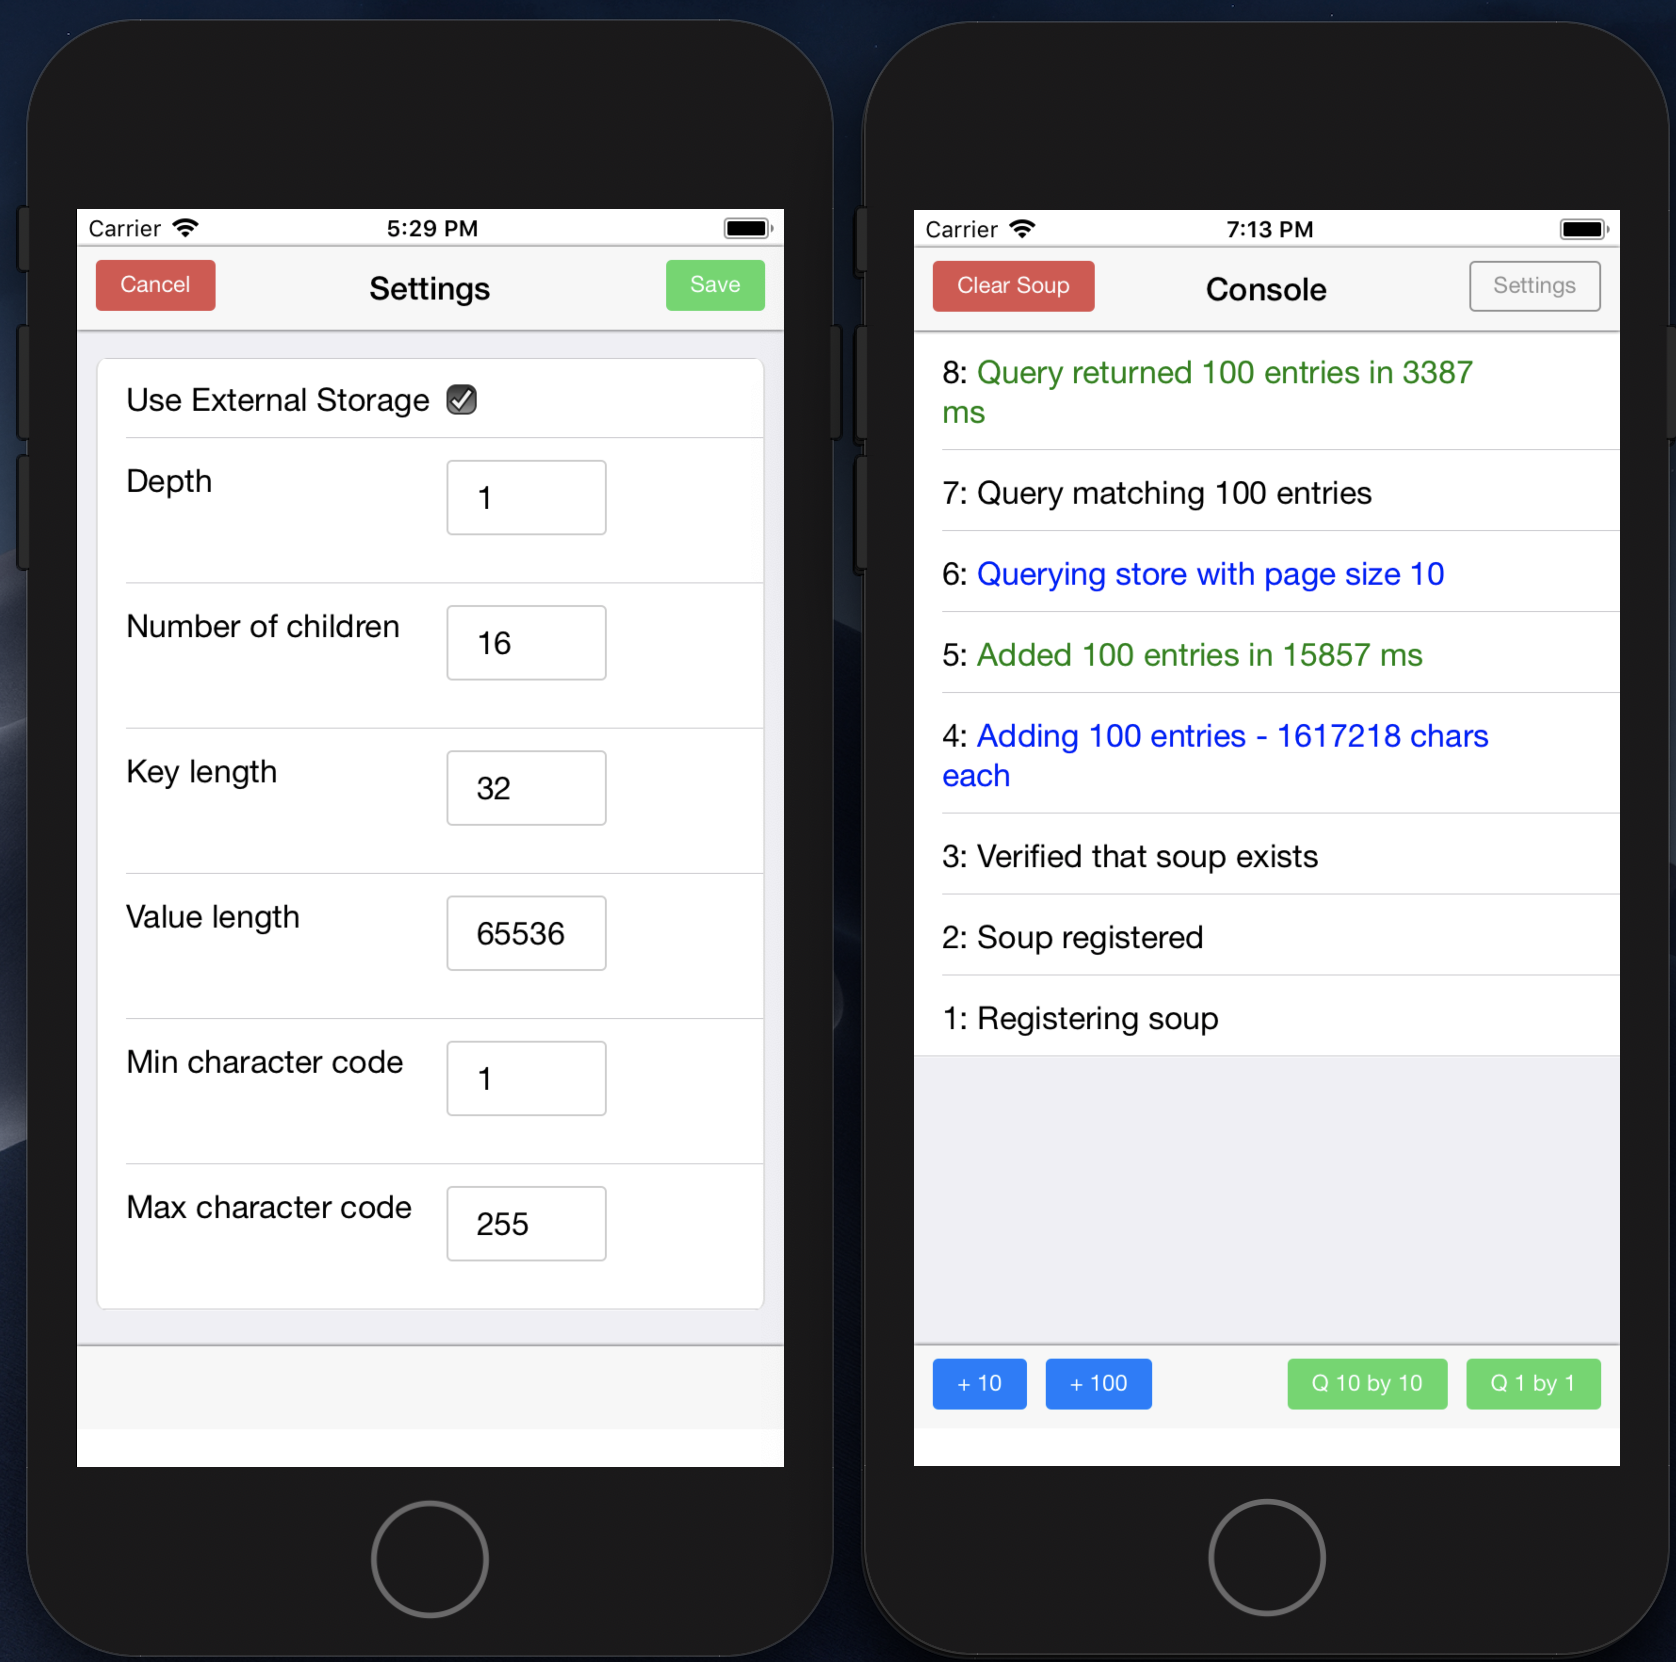 Carrier 5:29 PM
Cancel Settings Save
Use External Storage
Depth 1
Number of children 16
Key length 32
Value length 65536
Min character code 1
Max character code 255
Carrier 7:13 PM
Clear Soup Console Settings
8: Query returned 100 entries in 3387
ms
7: Query matching 100 entries
6: Querying store with page size 10
5: Added 100 entries in 15857 ms
4: Adding 100 entries - 1617218 chars
each
3: Verified that soup exists
2: Soup registered
1: Registering soup
+ 10 + 100 Q 10 by 10 Q 1 by 1